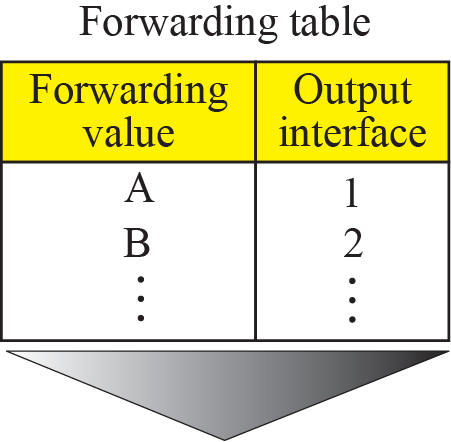 Forwarding table
Forwarding value
Output interface
A 1
B 2
⋮ ⋮